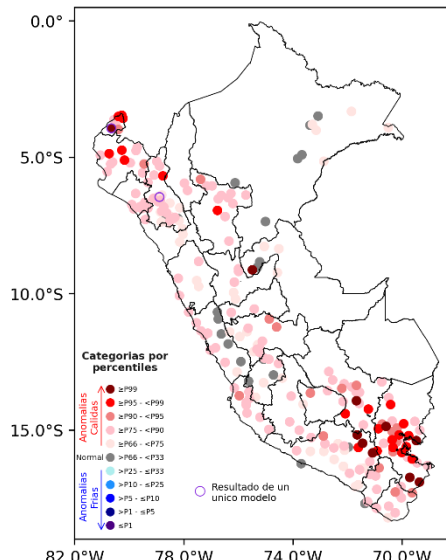 0.0°
5.0°S
10.0°S
15.0°S
82.0°W
78.0°W
74.0°W
70.0°W
Categorias por
percentiles
Anomalias
Calidas
≥P99
≥P95 - <P99
≥P90 - <P95
≥P75 - <P90
≥P66 - <P75
Normal
>P66 - <P33
Anomalias
Frias
>P25 - ≤P33
>P10 - ≤P25
>P5 - ≤P10
>P1 - ≤P5
≤P1
Resultado de un
unico modelo